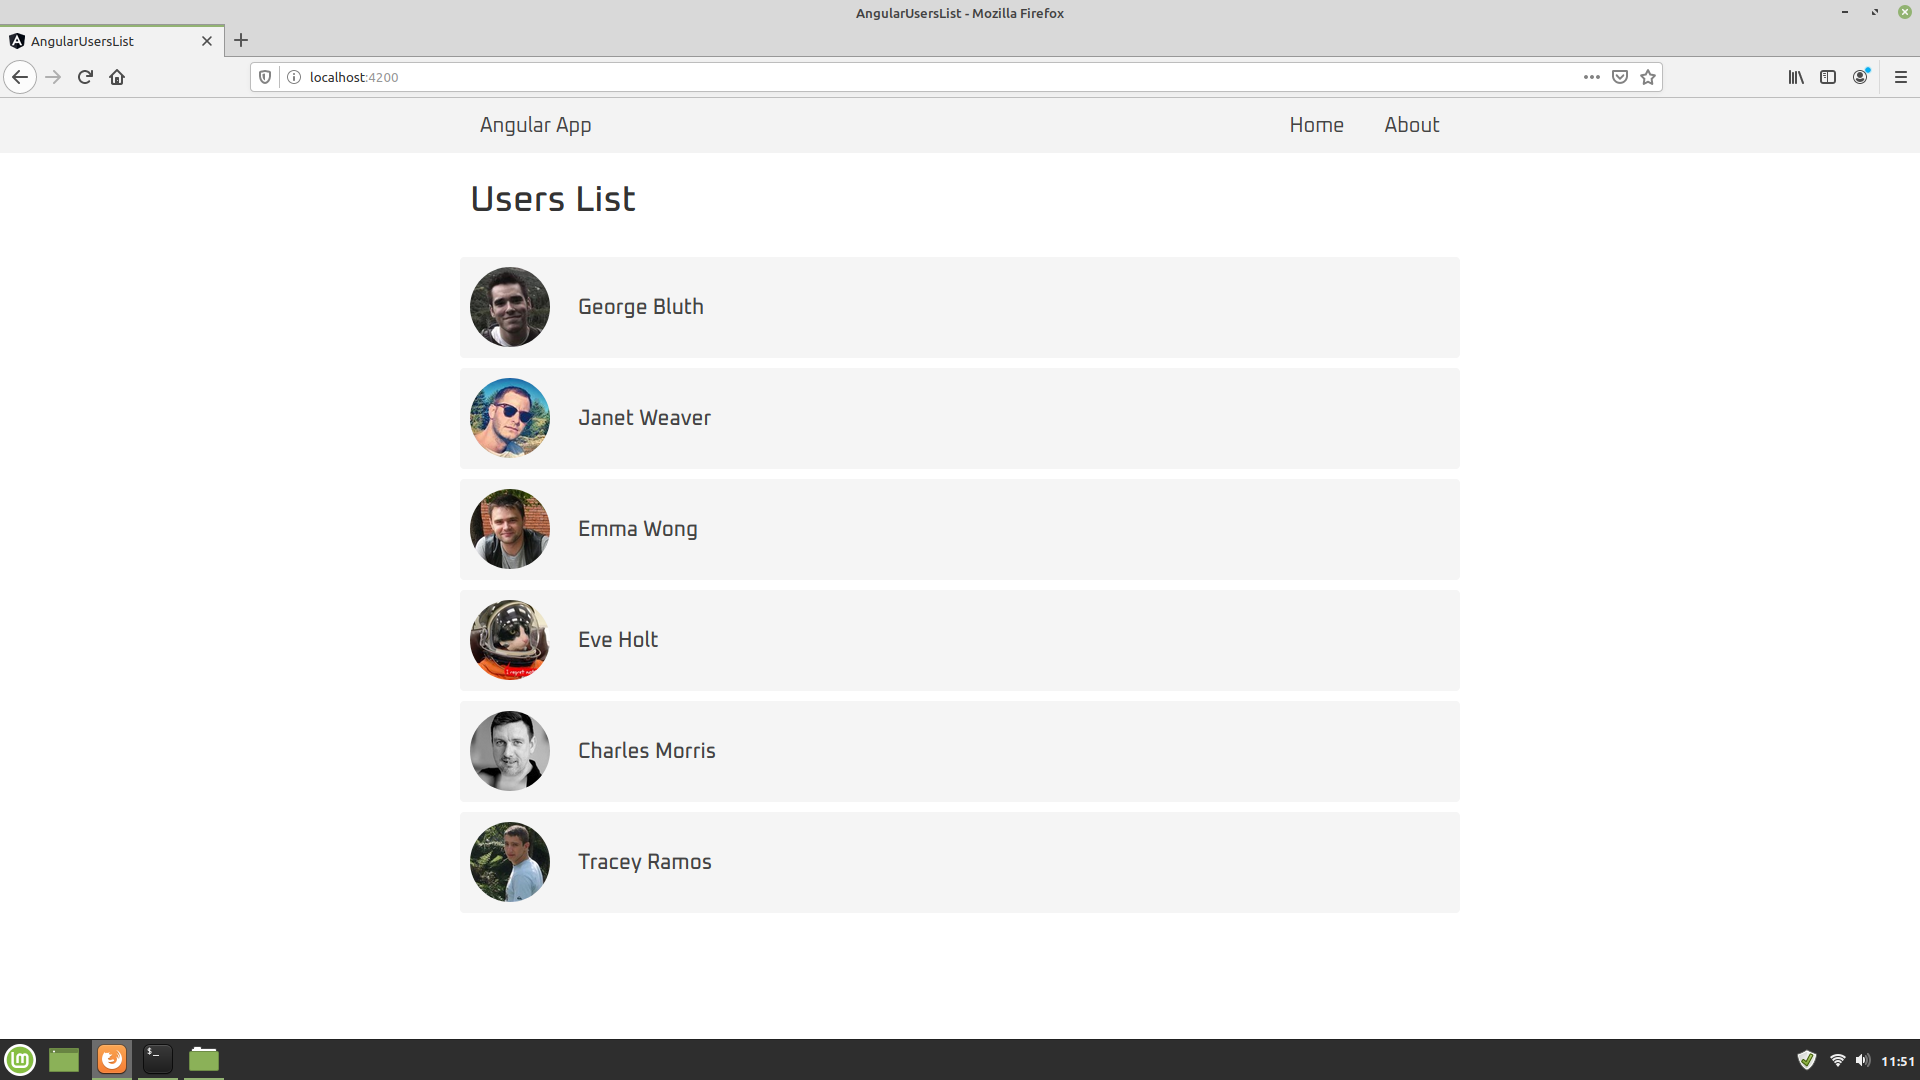 AngularUsersList - Mozilla Firefox
AngularUsersList
localhost:4200
Angular App
Home
About
Users List
George Bluth
Janet Weaver
Emma Wong
Eve Holt
Charles Morris
Tracey Ramos
$_
lm
11:51